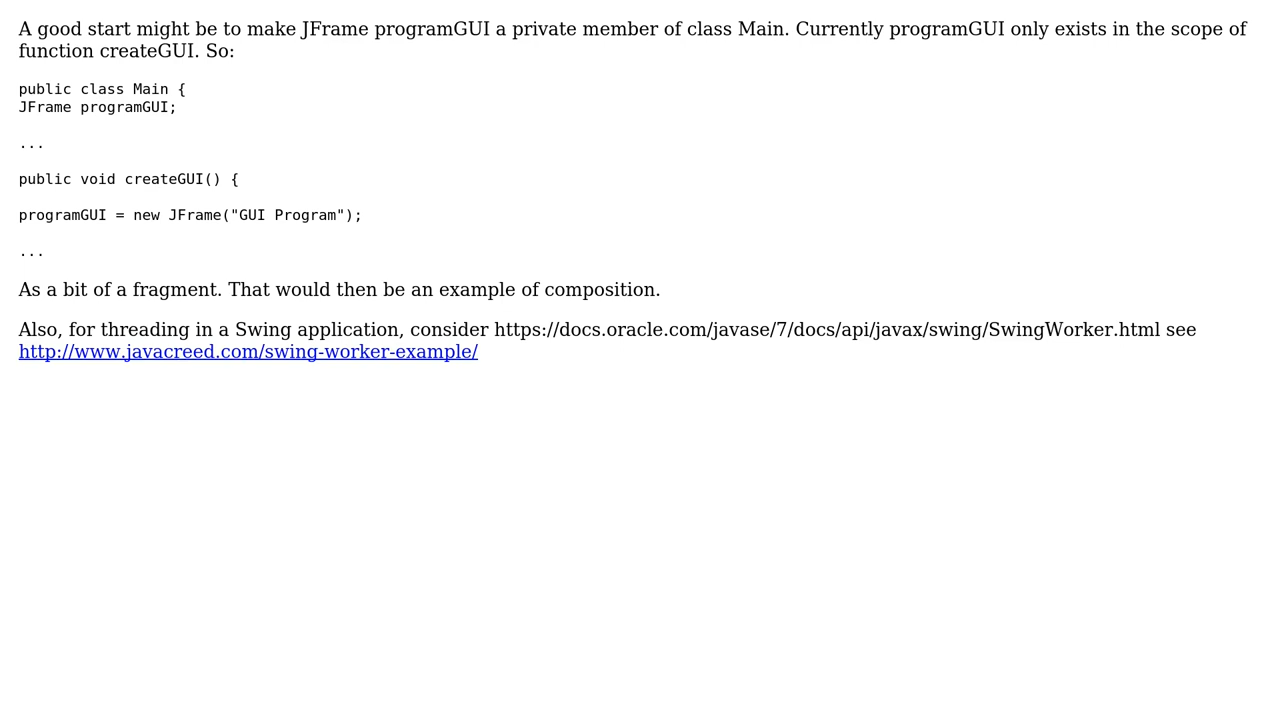 A good start might be to make JFrame programGUI a private member of class Main. Currently programGUI only exists in the scope of
function createGUI. So:
public class Main {
JFrame programGUI;
...
public void createGUI() {
programGUI = new JFrame("GUI Program");
...
As a bit of a fragment. That would then be an example of composition.
Also, for threading in a Swing application, consider https://docs.oracle.com/javase/7/docs/api/javax/swing/SwingWorker.html see
http://www.javacreed.com/swing-worker-example/